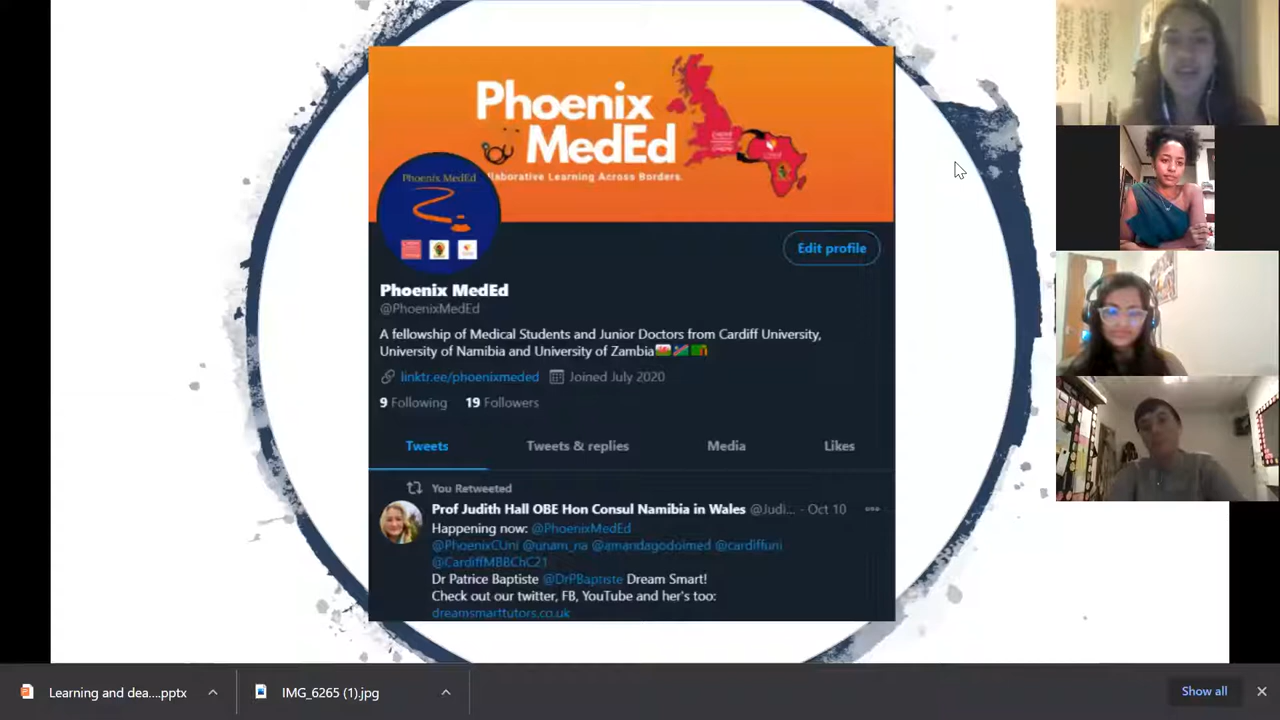 Phoenix
MedEd
llaborative Learning Across Borders.
Phoenix MedEd
Edit profile
Phoenix MedEd
@PhoenixMedEd
A fellowship of Medical Students and Junior Doctors from Cardiff University,
University of Namibia and University of Zambia
linktr.ee/phoenixmeded Joined July 2020
9 Following 19 Followers
Tweets Tweets & replies Media Likes
You Retweeted
Prof Judith Hall OBE Hon Consul Namibia in Wales @Judi... · Oct 10
Happening now: @PhoenixMedEd
@PhoenixCUni @unam_na @amandagodoimed @cardiffuni
@CardiffMBBChC21
Dr Patrice Baptiste @DrPBaptiste Dream Smart!
Check out our twitter, FB, YouTube and her's too:
dreamsmarttutors.co.uk
Learning and dea....pptx IMG_6265 (1).jpg Show all